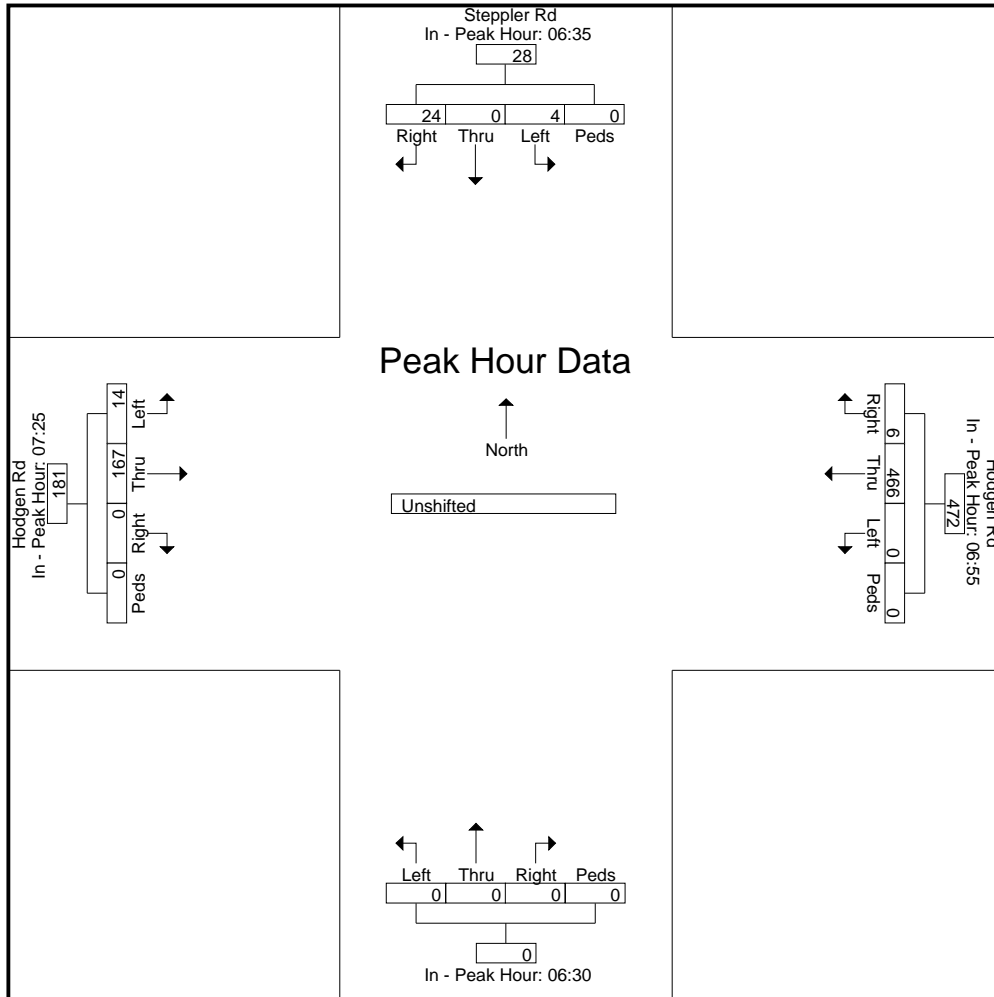 Steppler Rd
In - Peak Hour: 06:35
28
24 0 4 0
Right Thru Left Peds
Peak Hour Data
North
Unshifted
Hodgen Rd
In - Peak Hour: 07:25
181
14 167 0 0
Left Thru Right Peds
Hodgen Rd
In - Peak Hour: 06:55
472
6 466 0 0
Right Thru Left Peds
Left Thru Right Peds
0 0 0 0
0
In - Peak Hour: 06:30